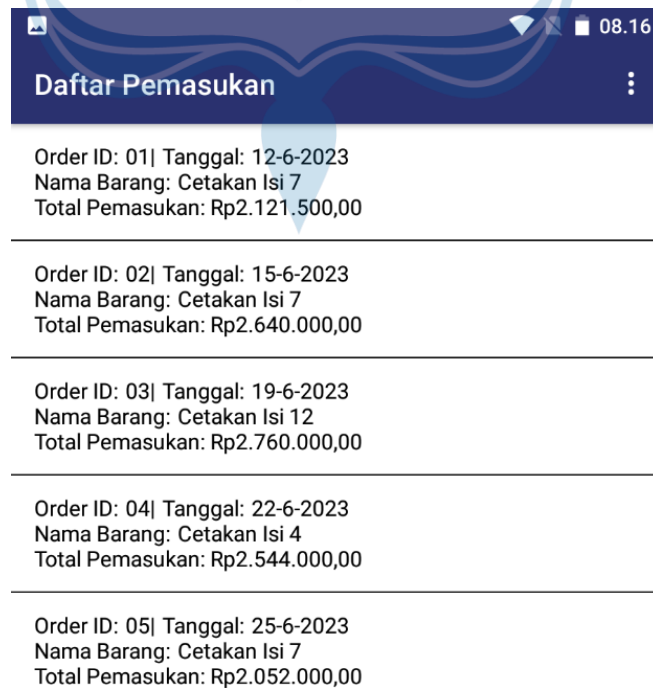 08.16
Daftar Pemasukan
Order ID: 01| Tanggal: 12-6-2023
Nama Barang: Cetakan Isi 7
Total Pemasukan: Rp2.121.500,00
Order ID: 02| Tanggal: 15-6-2023
Nama Barang: Cetakan Isi 7
Total Pemasukan: Rp2.640.000,00
Order ID: 03| Tanggal: 19-6-2023
Nama Barang: Cetakan Isi 12
Total Pemasukan: Rp2.760.000,00
Order ID: 04| Tanggal: 22-6-2023
Nama Barang: Cetakan Isi 4
Total Pemasukan: Rp2.544.000,00
Order ID: 05| Tanggal: 25-6-2023
Nama Barang: Cetakan Isi 7
Total Pemasukan: Rp2.052.000,00